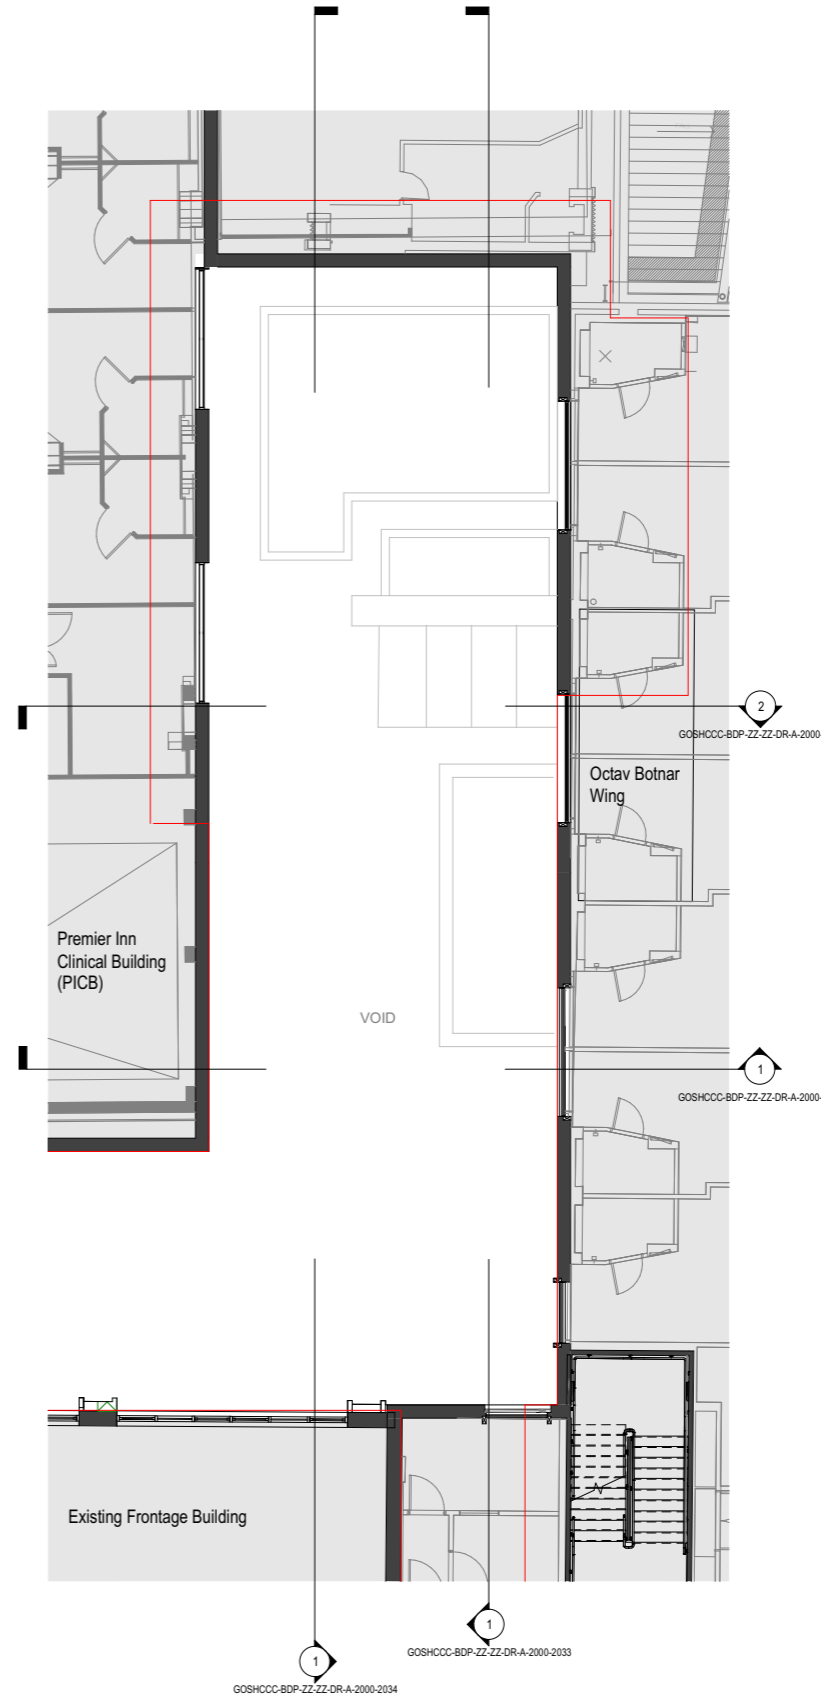 2
GOSHCCC-BDP-ZZ-ZZ-DR-A-2000-
Octav Botnar
Wing
Premier Inn
Clinical Building
(PICB)
VOID
1
GOSHCCC-BDP-ZZ-ZZ-DR-A-2000-
Existing Frontage Building
1
GOSHCCC-BDP-ZZ-ZZ-DR-A-2000-2033
1
GOSHCCC-BDP-ZZ-ZZ-DR-A-2000-2034